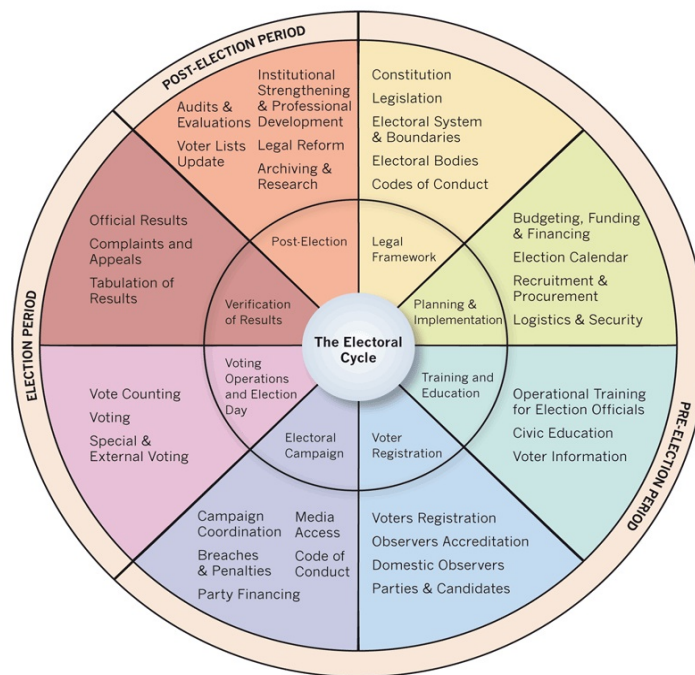 POST-ELECTION PERIOD
ELECTION PERIOD
PRE-ELECTION PERIOD
The Electoral
Cycle
Legal
Framework
Constitution
Legislation
Electoral System
& Boundaries
Electoral Bodies
Codes of Conduct
Planning &
Implementation
Budgeting, Funding
& Financing
Election Calendar
Recruitment &
Procurement
Logistics & Security
Training and
Education
Operational Training
for Election Officials
Civic Education
Voter Information
Voter
Registration
Voters Registration
Observers Accreditation
Domestic Observers
Parties & Candidates
Electoral
Campaign
Campaign
Coordination
Breaches
& Penalties
Party Financing
Media
Access
Code of
Conduct
Voting
Operations
and Election
Day
Vote Counting
Voting
Special &
External Voting
Verification
of Results
Official Results
Complaints and
Appeals
Tabulation of
Results
Post-Election
Audits &
Evaluations
Voter Lists
Update
Institutional
Strengthening
& Professional
Development
Legal Reform
Archiving &
Research